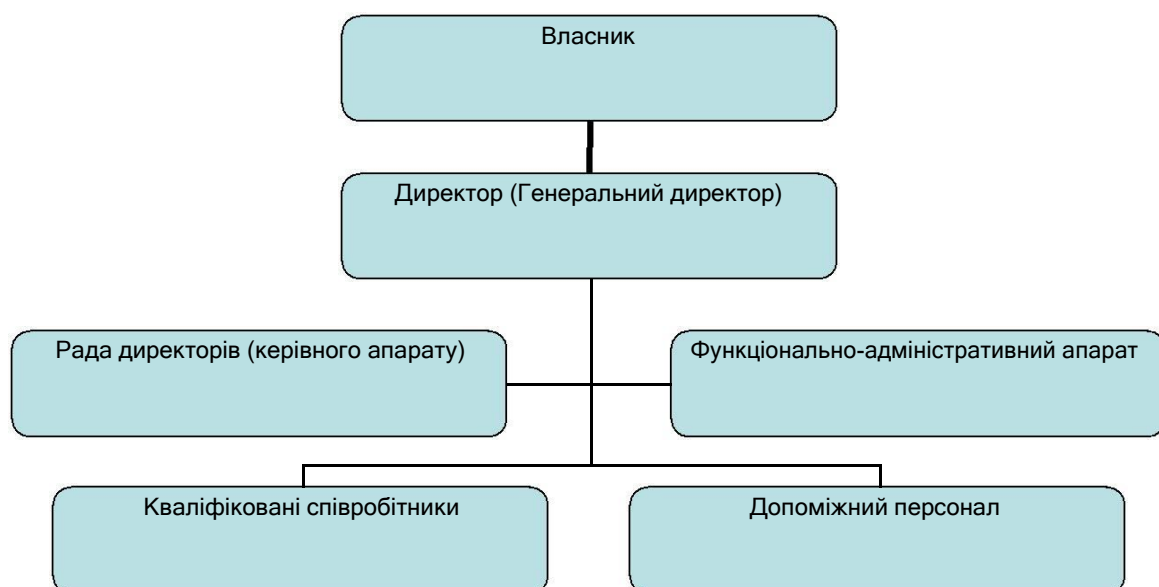 Власник
Директор (Генеральний директор)
Рада директорів (керівного апарату)
Функціонально-адміністративний апарат
Кваліфіковані співробітники
Допоміжний персонал